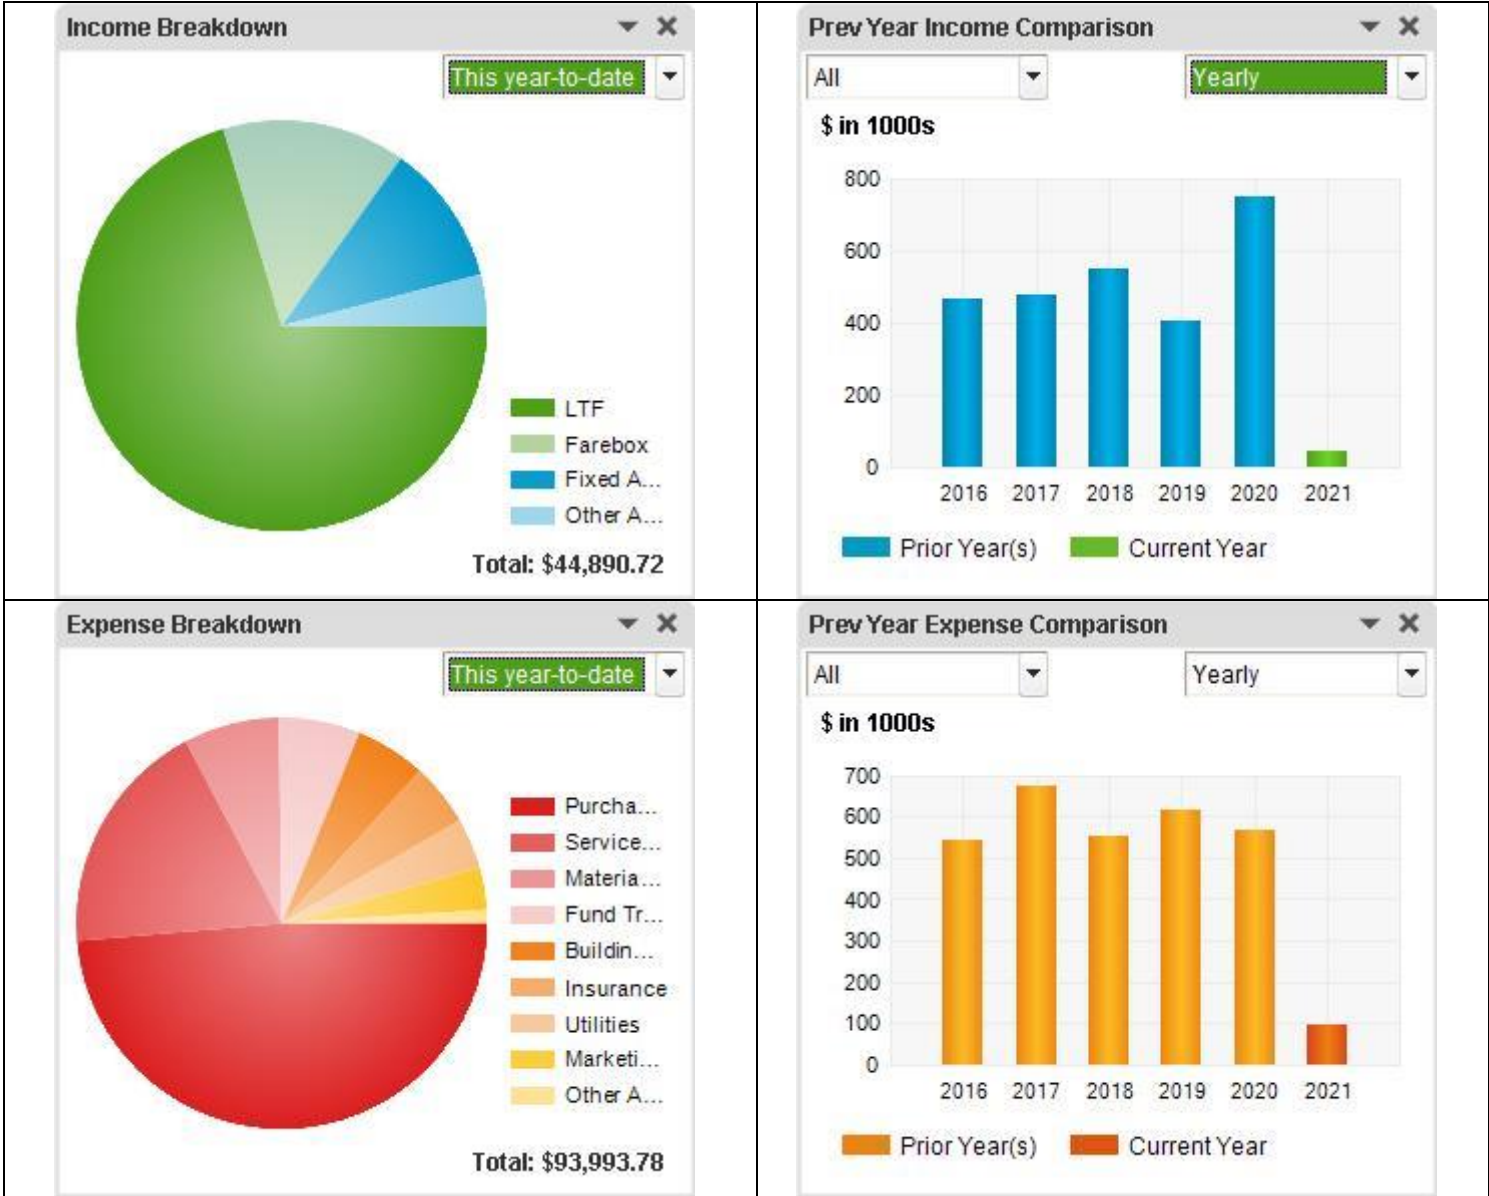 Income Breakdown
This year-to-date
LTF
Farebox
Fixed A...
Other A...
Total: $44,890.72
Prev Year Income Comparison
All
Yearly
$ in 1000s
800
600
400
200
0
2016 2017 2018 2019 2020 2021
Prior Year(s) Current Year
Expense Breakdown
This year-to-date
Purcha...
Service...
Materia...
Fund Tr...
Buildin...
Insurance
Utilities
Marketi...
Other A...
Total: $93,993.78
Prev Year Expense Comparison
All
Yearly
$ in 1000s
700
600
500
400
300
200
100
0
2016 2017 2018 2019 2020 2021
Prior Year(s) Current Year